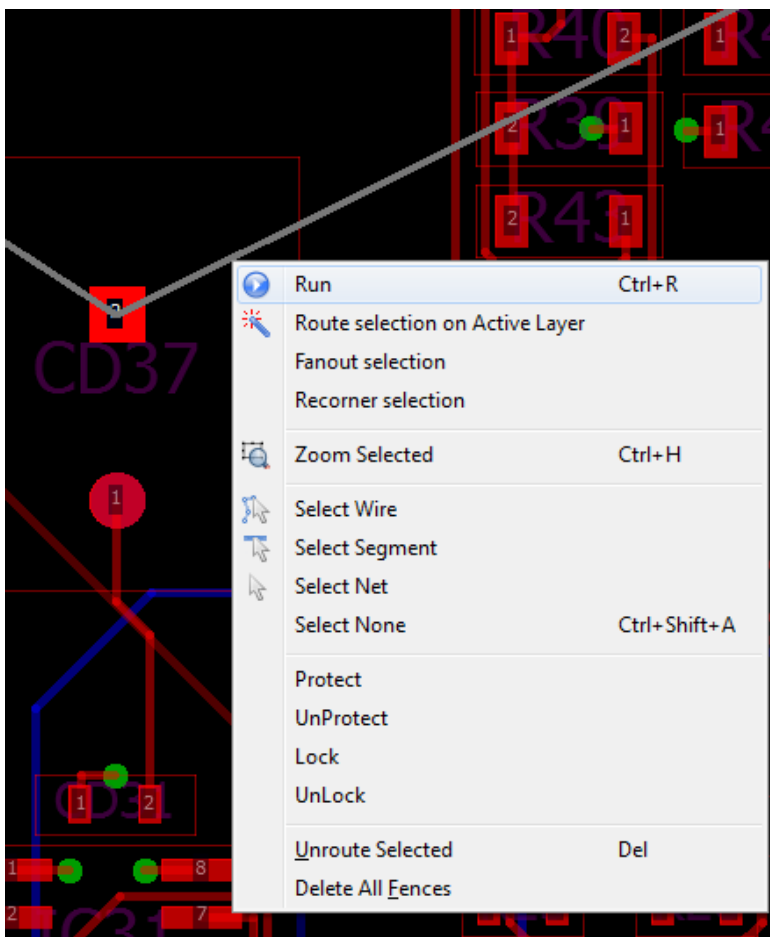 R40
1
2
1
R39
2
1
1
R43
2
1
2
CD37
Run Ctrl+R
Route selection on Active Layer
Fanout selection
Recorner selection
Zoom Selected Ctrl+H
1
Select Wire
Select Segment
Select Net
Select None Ctrl+Shift+A
Protect
UnProtect
Lock
UnLock
CD31
1
2
Unroute Selected Del
1
8
Delete All Fences
2
7